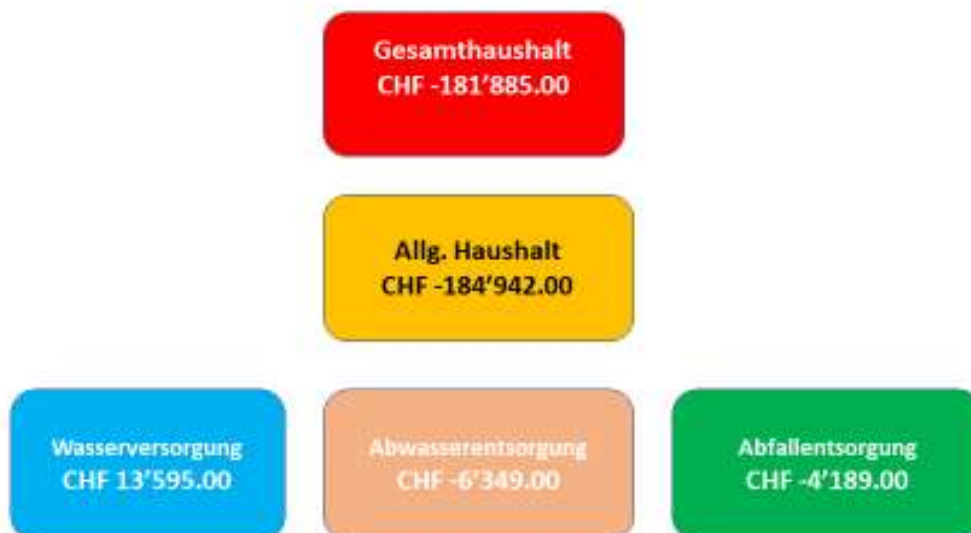 Gesamthaushalt
CHF -181’885.00
Allg. Haushalt
CHF -184’942.00
Wasserversorgung
CHF 13’595.00
Abwasserentsorgung
CHF -6’349.00
Abfallentsorgung
CHF -4’189.00